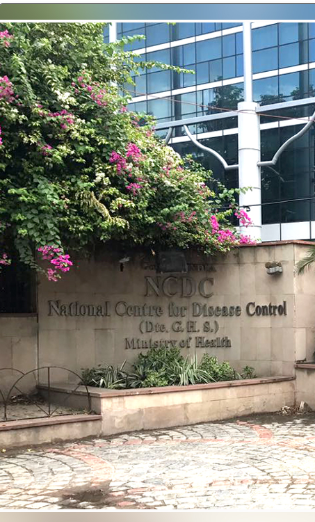 NCDC
National Centre for Disease Control
(Dte. G. H. S.)
Ministry of Health